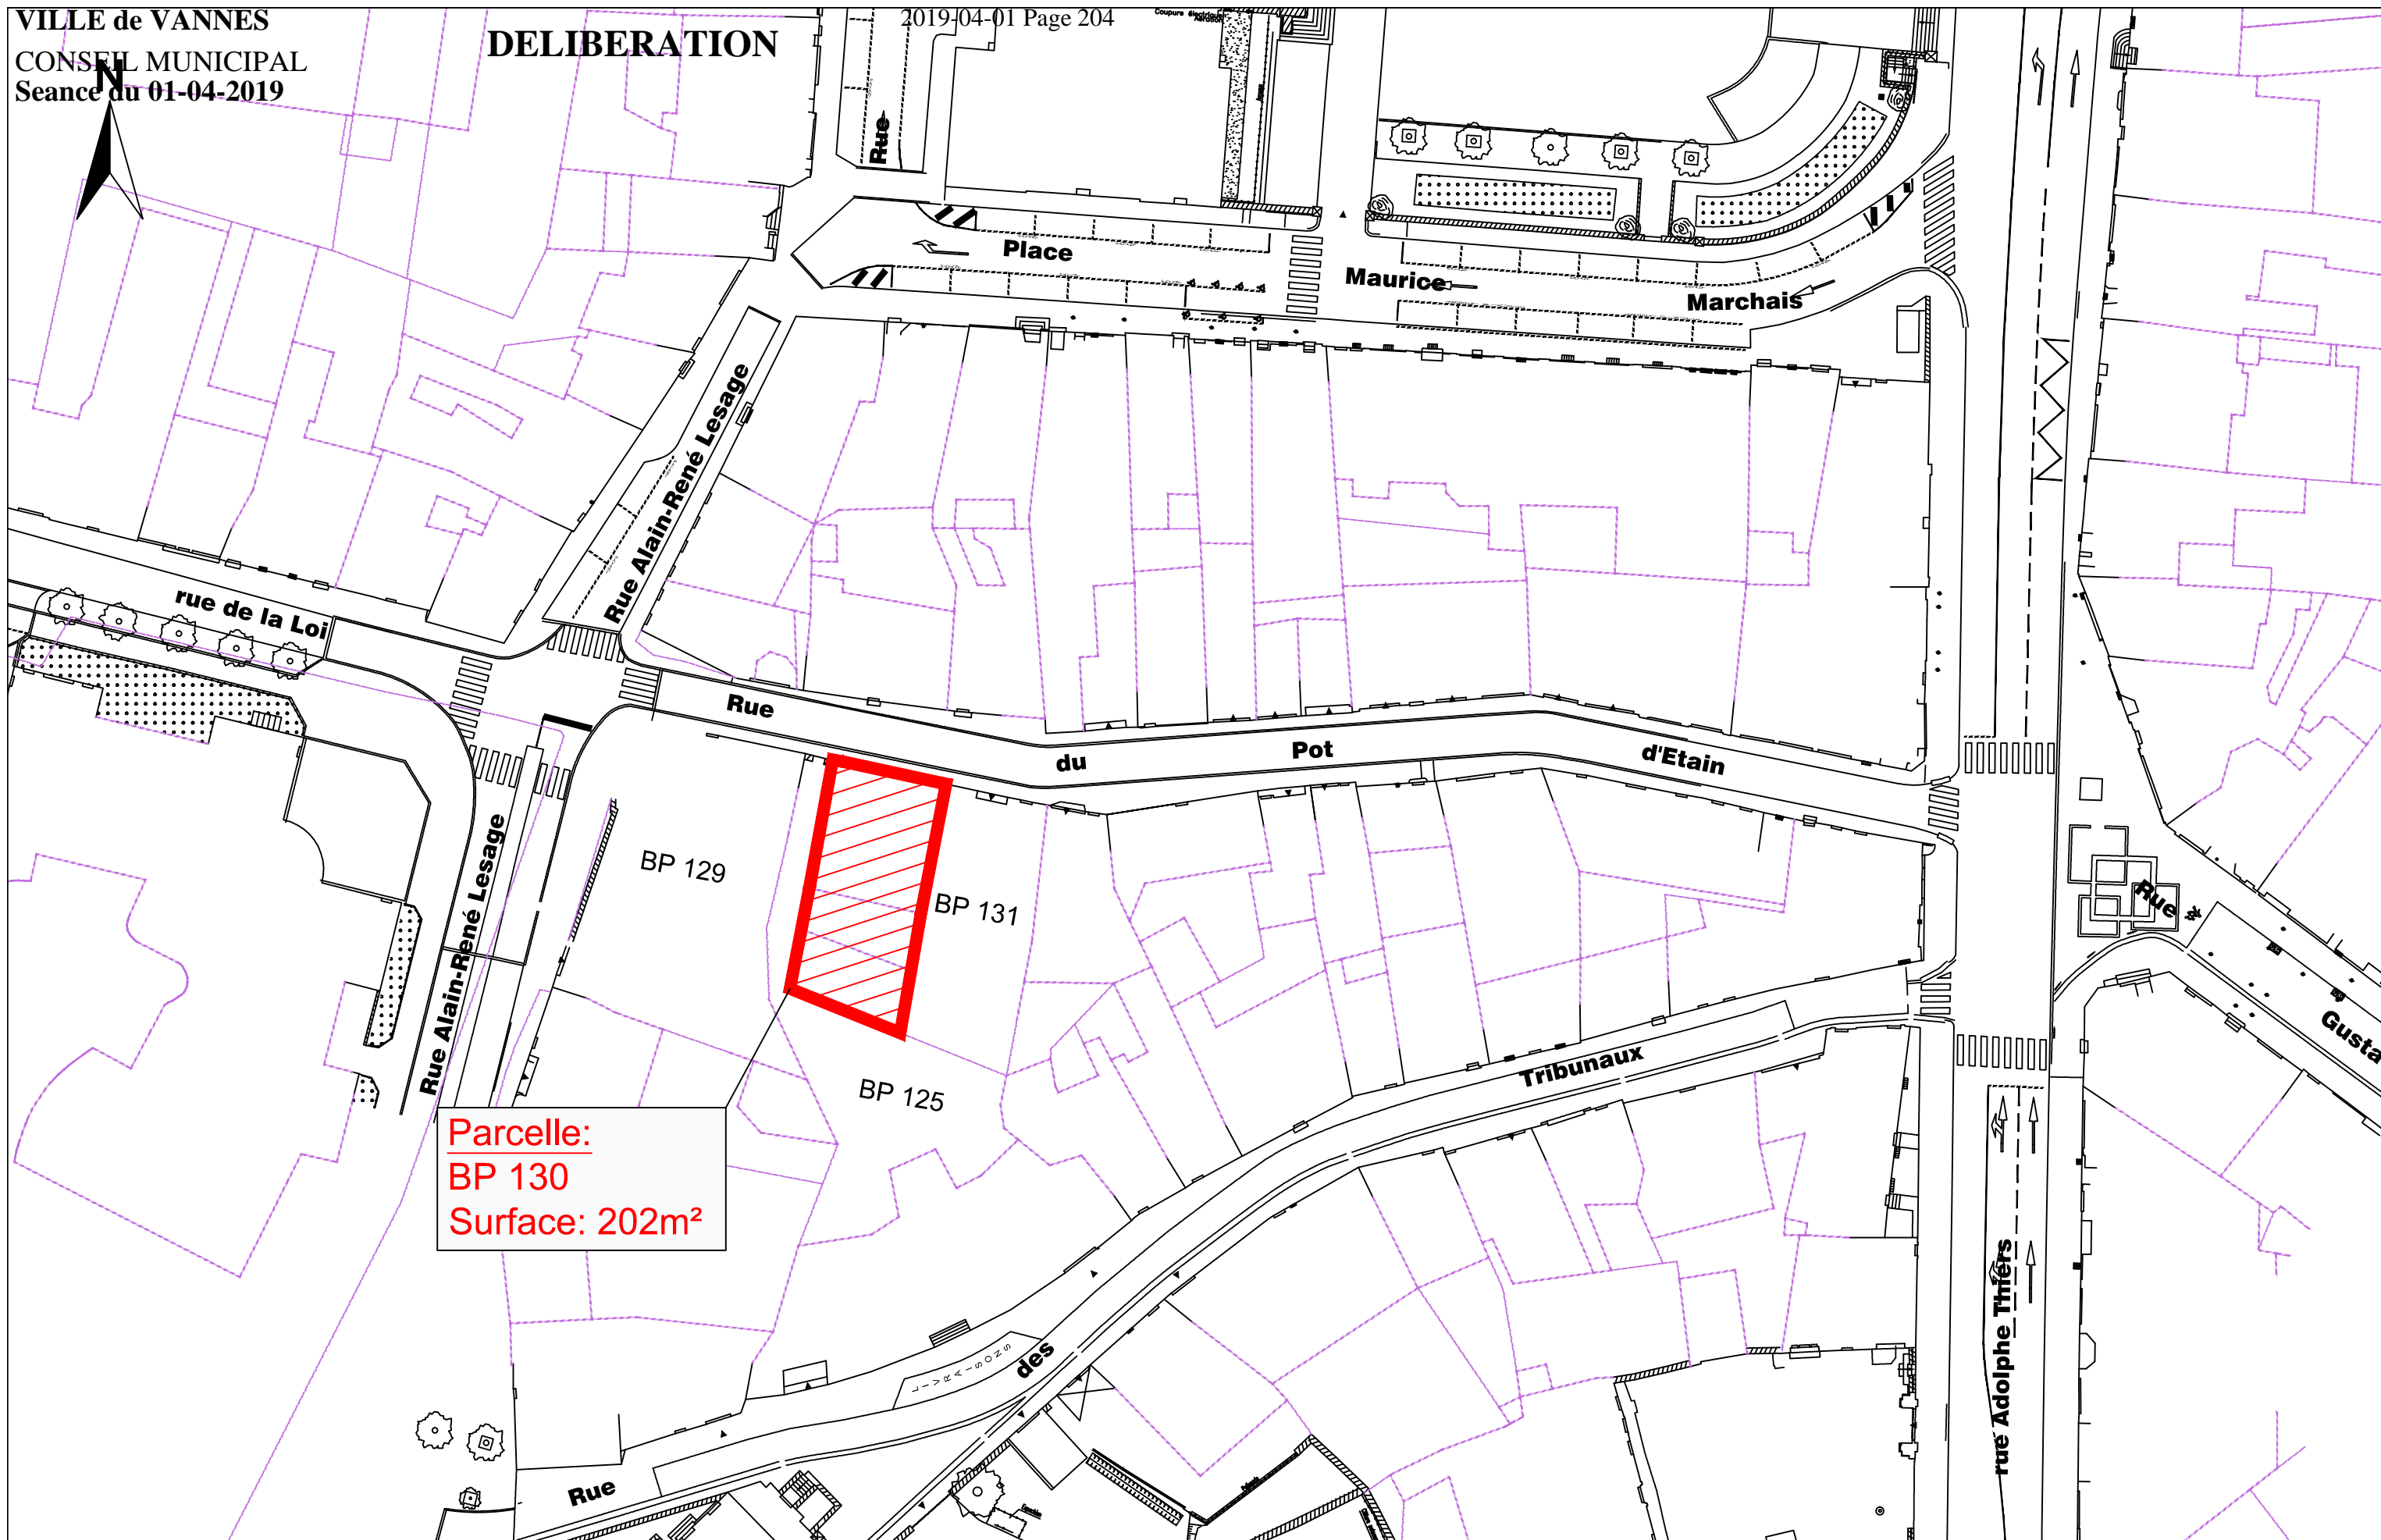 VILLE de VANNES
CONSEIL MUNICIPAL
Seance du 01-04-2019
DELIBERATION
2019-04-01 Page 204
N
Coupure électrique
Rue
Place
Maurice
Marchais
Rue Alain-René Lesage
rue de la Loi
Rue
du
Pot
d'Etain
BP 129
BP 131
BP 125
Rue Alain-René Lesage
Parcelle:
BP 130
Surface: 202m²
Rue
Gusta
Tribunaux
des
Rue
LIVRAISONS
rue Adolphe Thiers